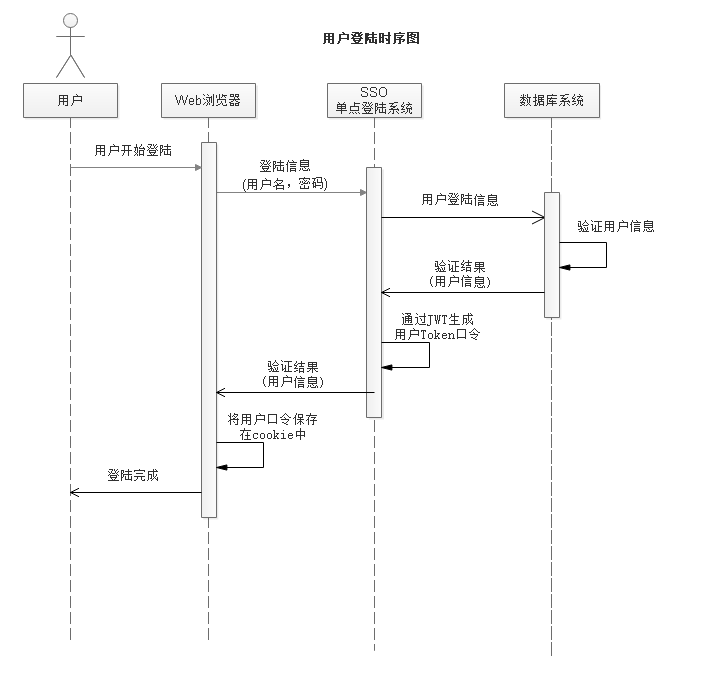 用户登陆时序图
用户
Web浏览器
SSO
单点登陆系统
数据库系统
用户开始登陆
登陆信息
(用户名，密码)
用户登陆信息
验证用户信息
验证结果
(用户信息)
通过JWT生成
用户Token口令
验证结果
(用户信息)
将用户口令保存
在cookie中
登陆完成